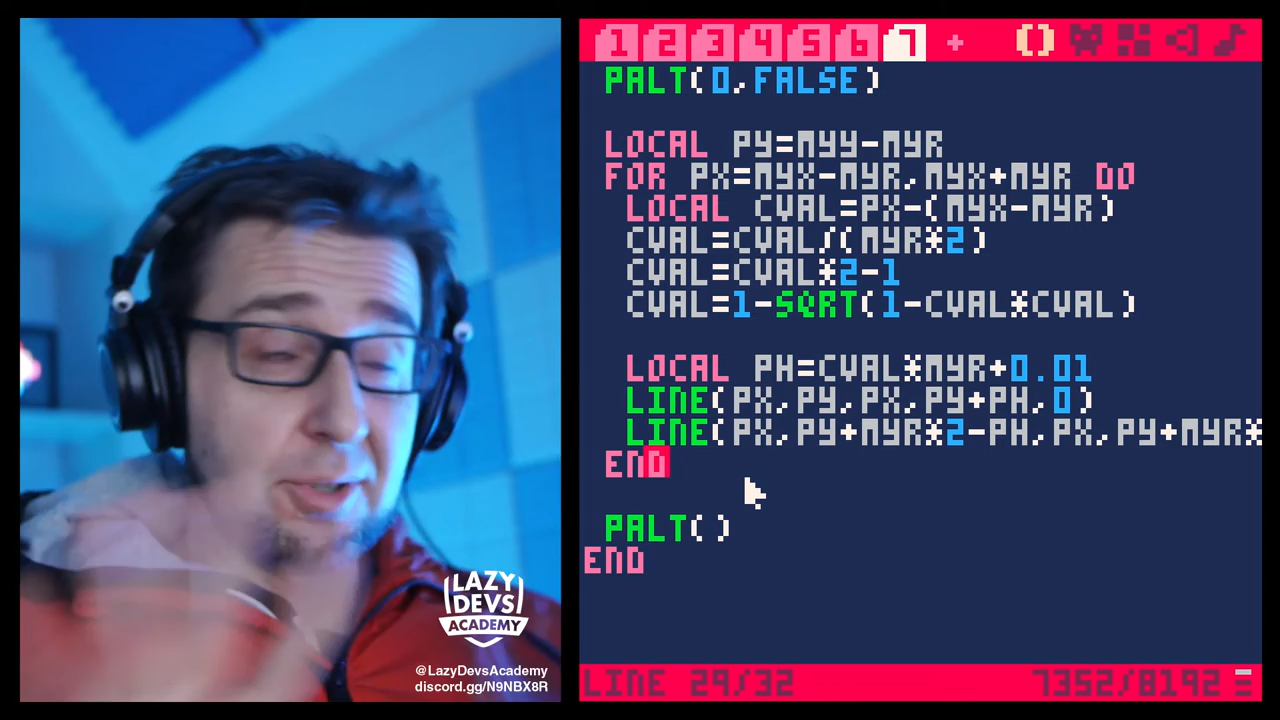 1 2 3 4 5 6 7 + ()
PALT(0,FALSE)
LOCAL PY=MYY-MYR
FOR PX=MYX-MYR,MYX+MYR DO
LOCAL CVAL=PX-(MYX-MYR)
CVAL=CVAL/(MYR*2)
CVAL=CVAL*2-1
CVAL=1-SQRT(1-CVAL*CVAL)
LOCAL PH=CVAL*MYR+0.01
LINE(PX,PY,PX,PY+PH,0)
LINE(PX,PY+MYR*2-PH,PX,PY+MYR*
END
PALT()
END
LINE 29/32
7352/8192
LAZY
DEVS
ACADEMY
@LazyDevsAcademy
discord.gg/N9NBX8R